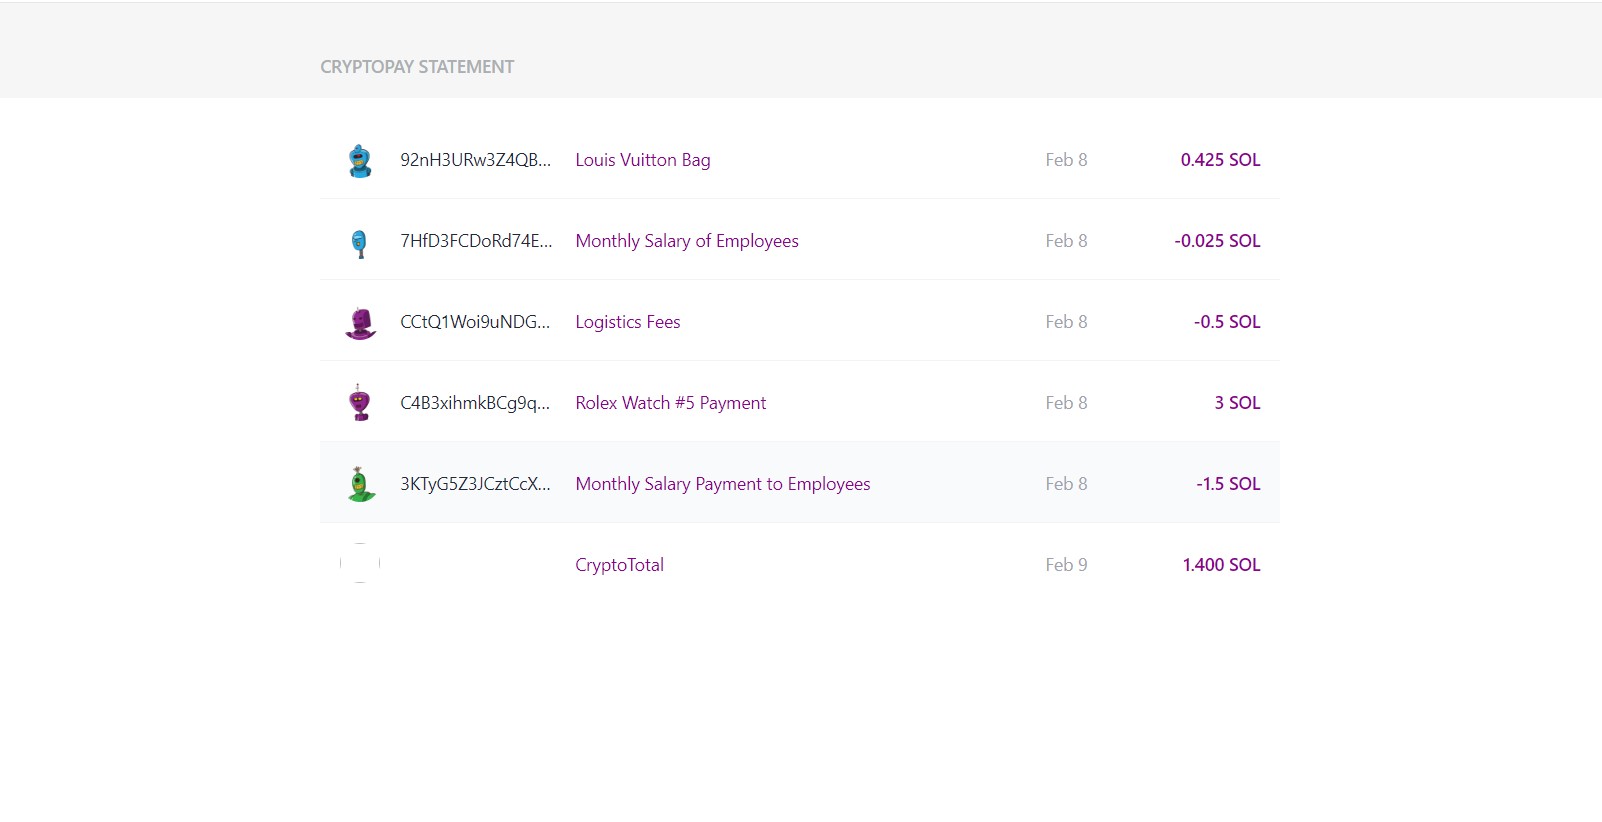 CRYPTOPAY STATEMENT
92nH3URw3Z4QB... Louis Vuitton Bag Feb 8 0.425 SOL
7HfD3FCDoRd74E... Monthly Salary of Employees Feb 8 -0.025 SOL
CCtQ1Woi9uNDG... Logistics Fees Feb 8 -0.5 SOL
C4B3xihmkBCg9q... Rolex Watch #5 Payment Feb 8 3 SOL
3KTyG5Z3JCztCcX... Monthly Salary Payment to Employees Feb 8 -1.5 SOL
CryptoTotal Feb 9 1.400 SOL